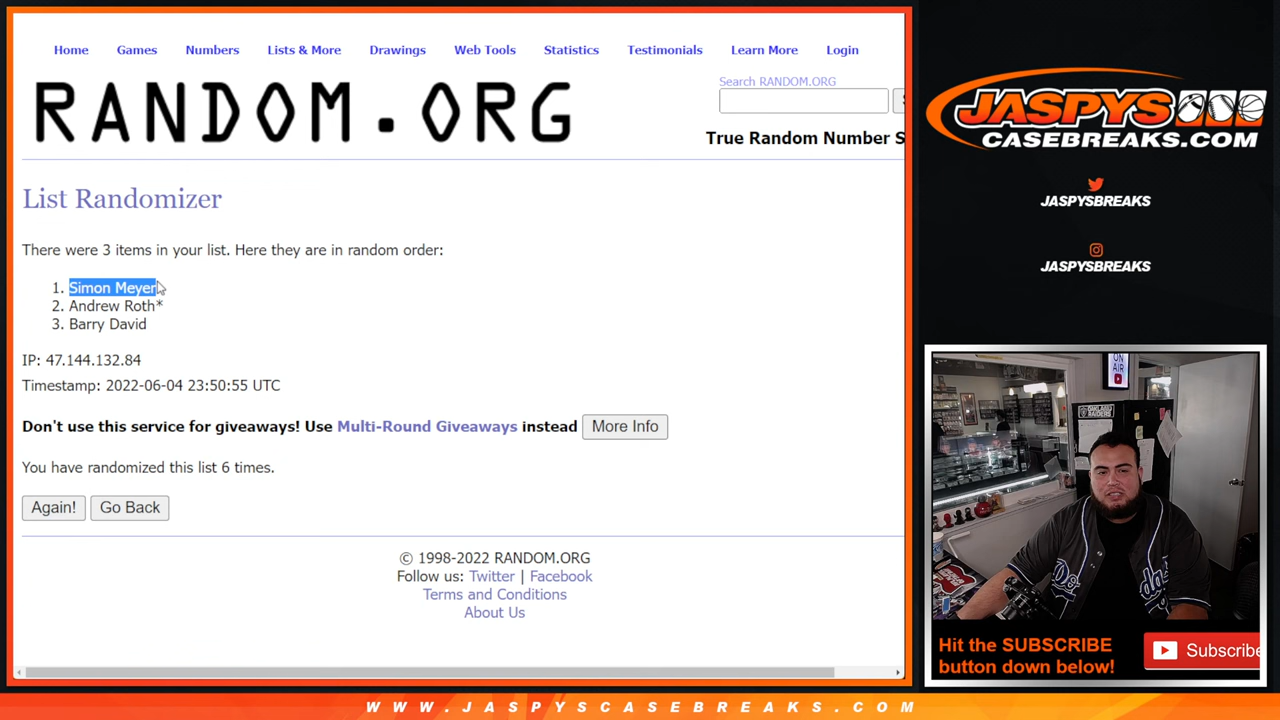 Home Games Numbers Lists & More Drawings Web Tools Statistics Testimonials Learn More Login
RANDOM.ORG
Search RANDOM.ORG
True Random Number S
List Randomizer
There were 3 items in your list. Here they are in random order:
1. Simon Meyer
2. Andrew Roth*
3. Barry David
IP: 47.144.132.84
Timestamp: 2022-06-04 23:50:55 UTC
Don't use this service for giveaways! Use Multi-Round Giveaways instead More Info
You have randomized this list 6 times.
Again! Go Back
© 1998-2022 RANDOM.ORG
Follow us: Twitter | Facebook
Terms and Conditions
About Us
JASPYS
CASEBREAKS.COM
JASPYSBREAKS
JASPYSBREAKS
ON
AIR
OAKLAND
RAIDERS
Hit the SUBSCRIBE
button down below!
Subscribe
WWW.JASPYSCASEBREAKS.COM